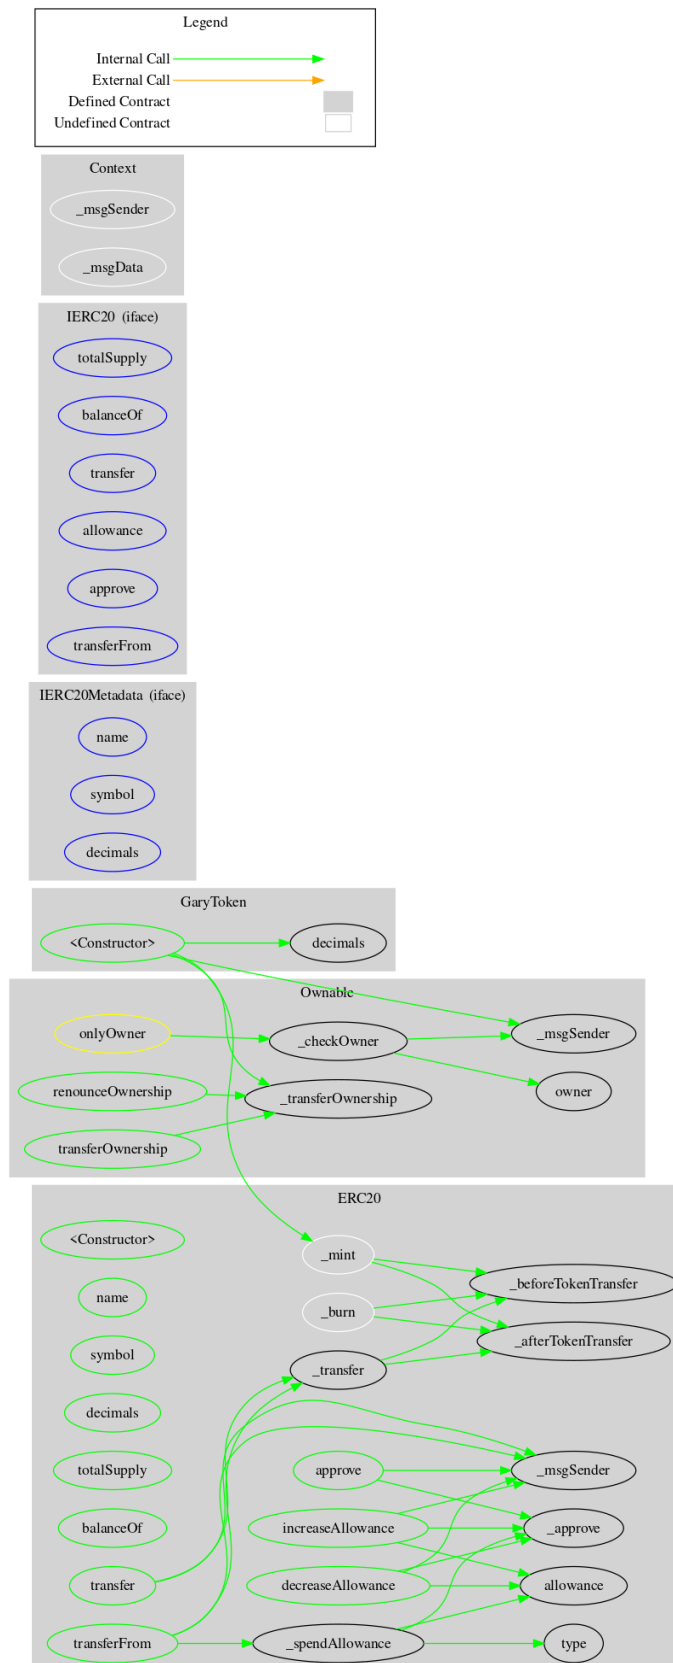 Legend
Internal Call
External Call
Defined Contract
Undefined Contract
Context
_msgSender
_msgData
IERC20 (iface)
totalSupply
balanceOf
transfer
allowance
approve
transferFrom
IERC20Metadata (iface)
name
symbol
decimals
GaryToken
<Constructor>
decimals
Ownable
onlyOwner
_checkOwner
_msgSender
renounceOwnership
_transferOwnership
owner
transferOwnership
ERC20
<Constructor>
_mint
name
_beforeTokenTransfer
_burn
symbol
_afterTokenTransfer
_transfer
decimals
totalSupply
approve
_msgSender
balanceOf
increaseAllowance
_approve
transfer
decreaseAllowance
allowance
transferFrom
_spendAllowance
type